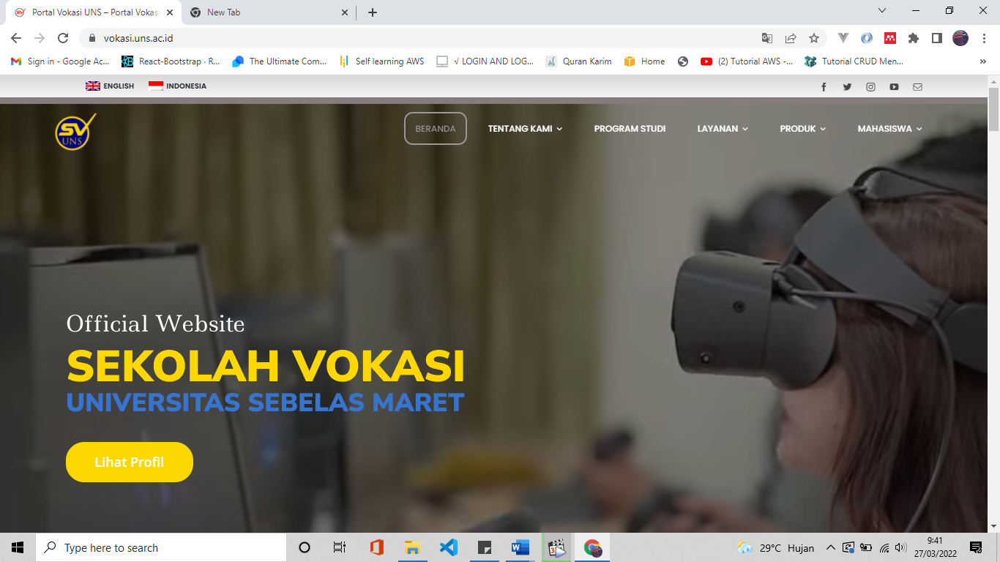 Portal Vokasi UNS – Portal Vokasi
New Tab
vokasi.uns.ac.id
Sign in - Google Ac...
React-Bootstrap · R...
The Ultimate Com...
Self learning AWS
√ LOGIN AND LOG...
Quran Karim
Home
(2) Tutorial AWS -...
Tutorial CRUD Men...
»
ENGLISH
INDONESIA
SV
UNS
BERANDA
TENTANG KAMI
PROGRAM STUDI
LAYANAN
PRODUK
MAHASISWA
Official Website
SEKOLAH VOKASI
UNIVERSITAS SEBELAS MARET
Lihat Profil
Type here to search
29°C Hujan
9:41
27/03/2022